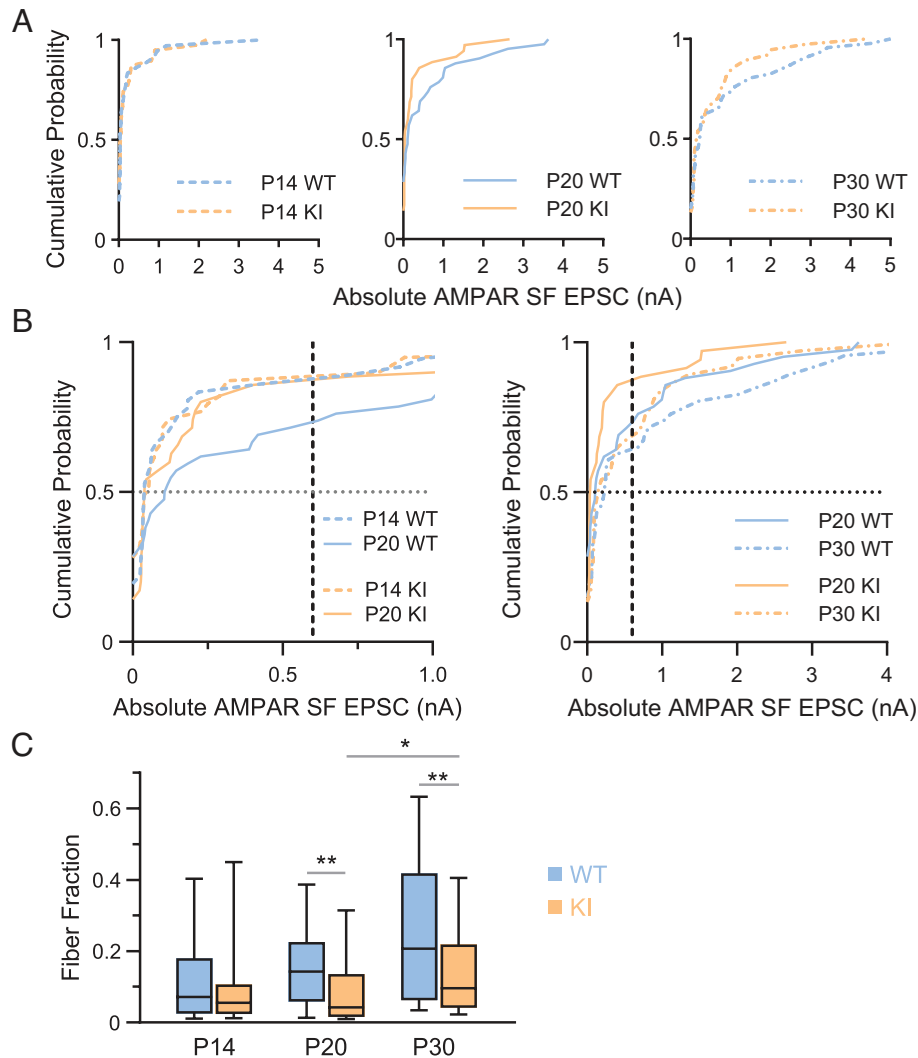 A
Cumulative Probability
1
0.5
0
0 1 2 3 4 5
P14 WT
P14 KI
1
0.5
0
0 1 2 3 4 5
P20 WT
P20 KI
1
0.5
0
0 1 2 3 4 5
P30 WT
P30 KI
Absolute AMPAR SF EPSC (nA)
B
Cumulative Probability
1
0.5
0
0 0.5 1.0
P14 WT
P20 WT
P14 KI
P20 KI
Absolute AMPAR SF EPSC (nA)
Cumulative Probability
1
0.5
0
0 1 2 3 4
P20 WT
P30 WT
P20 KI
P30 KI
Absolute AMPAR SF EPSC (nA)
C
Fiber Fraction
0.6
0.4
0.2
0
*
**
**
P14 P20 P30
WT
KI